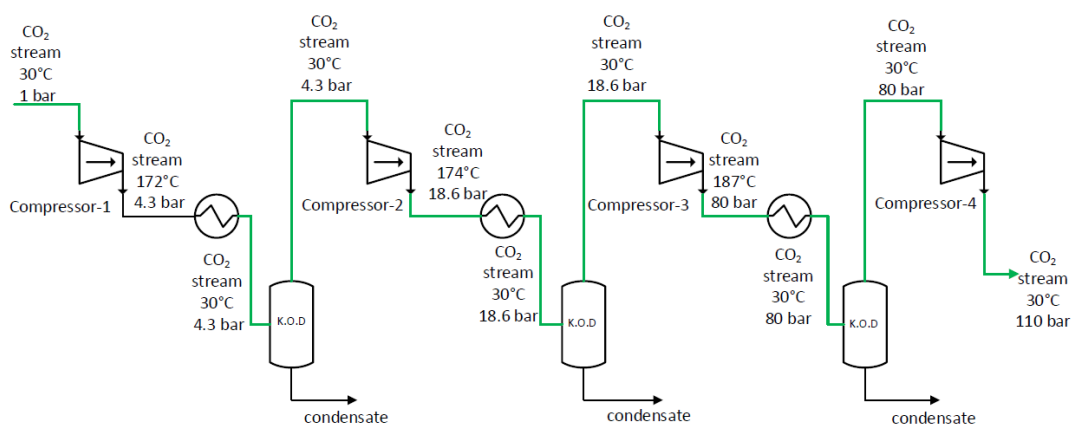 CO₂
stream
30°C
1 bar
Compressor-1
CO₂
stream
172°C
4.3 bar
CO₂
stream
30°C
4.3 bar
K.O.D
condensate
CO₂
stream
30°C
4.3 bar
Compressor-2
CO₂
stream
174°C
18.6 bar
CO₂
stream
30°C
18.6 bar
K.O.D
condensate
CO₂
stream
30°C
18.6 bar
Compressor-3
CO₂
stream
187°C
80 bar
CO₂
stream
30°C
80 bar
K.O.D
condensate
CO₂
stream
30°C
80 bar
Compressor-4
CO₂
stream
30°C
110 bar